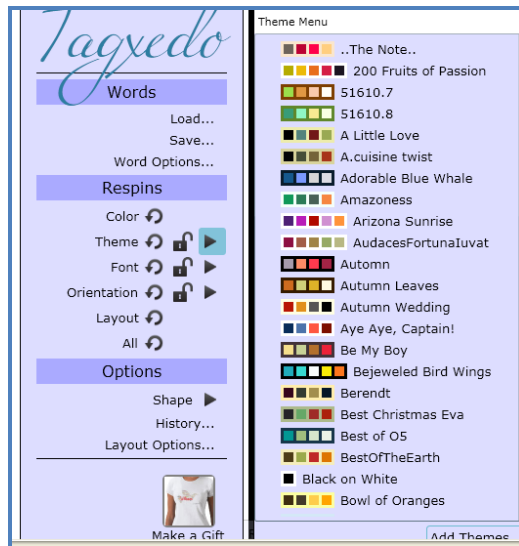 Tagxedo
Words
Load...
Save...
Word Options...
Respins
Color
Theme
Font
Orientation
Layout
All
Options
Shape
History...
Layout Options...
Make a Gift
Theme Menu
..The Note..
200 Fruits of Passion
51610.7
51610.8
A Little Love
A.cuisine twist
Adorable Blue Whale
Amazoness
Arizona Sunrise
AudacesFortunaIuvat
Automn
Autumn Leaves
Autumn Wedding
Aye Aye, Captain!
Be My Boy
Bejeweled Bird Wings
Berendt
Best Christmas Eva
Best of O5
BestOfTheEarth
Black on White
Bowl of Oranges
Add Themes